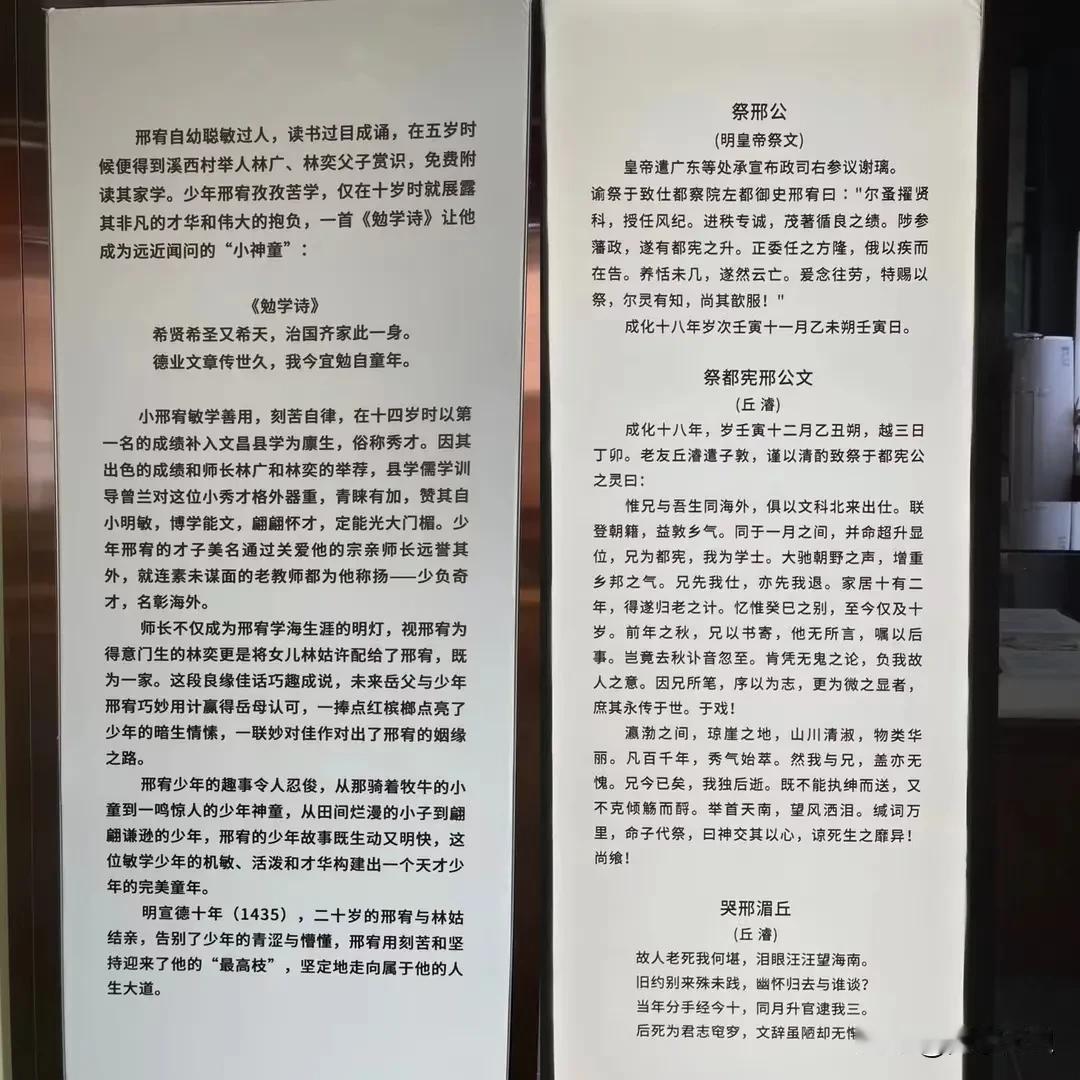 邢宥自幼聪敏过人，读书过目成诵，在五岁时
候便得到溪西村举人林广、林奕父子赏识，免费附
读其家学。少年邢宥孜孜苦学，仅在十岁时就展露
其非凡的才华和伟大的抱负，一首《勉学诗》让他
成为远近闻问的“小神童”：
《勉学诗》
希贤希圣又希天，治国齐家此一身。
德业文章传世久，我今宜勉自童年。
小邢宥敏学善用，刻苦自律，在十四岁时以第
一名的成绩补入文昌县学为廪生，俗称秀才。因其
出色的成绩和师长林广和林奕的举荐，县学儒学训
导曾兰对这位小秀才格外器重，青睐有加，赞其自
小明敏，博学能文，翩翩怀才，定能光大门楣。少
年邢宥的才子美名通过关爱他的宗亲师长远誉其
外，就连素未谋面的老教师都为他称扬——少负奇
才，名彰海外。
师长不仅成为邢宥学海生涯的明灯，视邢宥为
得意门生的林奕更是将女儿林姑许配给了邢宥，既
为一家。这段良缘佳话巧趣成说，未来岳父与少年
邢宥巧妙用计赢得岳母认可，一捧点红槟榔点亮了
少年的暗生情愫，一联妙对佳作对出了邢宥的姻缘
之路。
邢宥少年的趣事令人忍俊，从那骑着牧牛的小
童到一鸣惊人的少年神童，从田间烂漫的小子到翩
翩谦逊的少年，邢宥的少年故事既生动又明快，这
位敏学少年的机敏、活泼和才华构建出一个天才少
年的完美童年。
明宣德十年（1435），二十岁的邢宥与林姑
结亲，告别了少年的青涩与懵懂，邢宥用刻苦和坚
持迎来了他的“最高枝”，坚定地走向属于他的人
生大道。
祭邢公
(明皇帝祭文)
皇帝遣广东等处承宣布政司右参议谢璃。
谕祭于致仕都察院左都御史邢宥曰："尔蚤擢贤
科，授任风纪。进秩专诚，茂著循良之绩。陟参
藩政，遂有都宪之升。正委任之方隆，俄以疾而
在告。养恬未几，遂然云亡。爰念往劳，特赐以
祭，尔灵有知，尚其歆服！"
成化十八年岁次壬寅十一月乙未朔壬寅日。
祭都宪邢公文
(丘 濬)
成化十八年，岁壬寅十二月乙丑朔，越三日
丁卯。老友丘濬遣子敦，谨以清酌致祭于都宪公
之灵曰：
惟兄与吾生同海外，俱以文科北来出仕。联
登朝籍，益敦乡气。同于一月之间，并命超升显
位，兄为都宪，我为学士。大驰朝野之声，增重
乡邦之气。兄先我仕，亦先我退。家居十有二
年，得遂归老之计。忆惟癸巳之别，至今仅及十
岁。前年之秋，兄以书寄，他无所言，嘱以后
事。岂竟去秋讣音忽至。肯凭无鬼之论，负我故
人之意。因兄所笔，序以为志，更为微之显者，
庶其永传于世。于戏！
瀛渤之间，琼崖之地，山川清淑，物类华
丽。凡百千年，秀气始萃。然我与兄，盖亦无
愧。兄今已矣，我独后逝。既不能执绅而送，又
不克倾觞而酹。举首天南，望风洒泪。缄词万
里，命子代祭，曰神交其以心，谅死生之靡异！
尚飨！
哭邢湄丘
(丘 濬)
故人老死我何堪，泪眼汪汪望海南。
旧约别来殊未践，幽怀归去与谁谈？
当年分手经今十，同月升官逮我三。
后死为君志窀穸，文辞虽陋却无